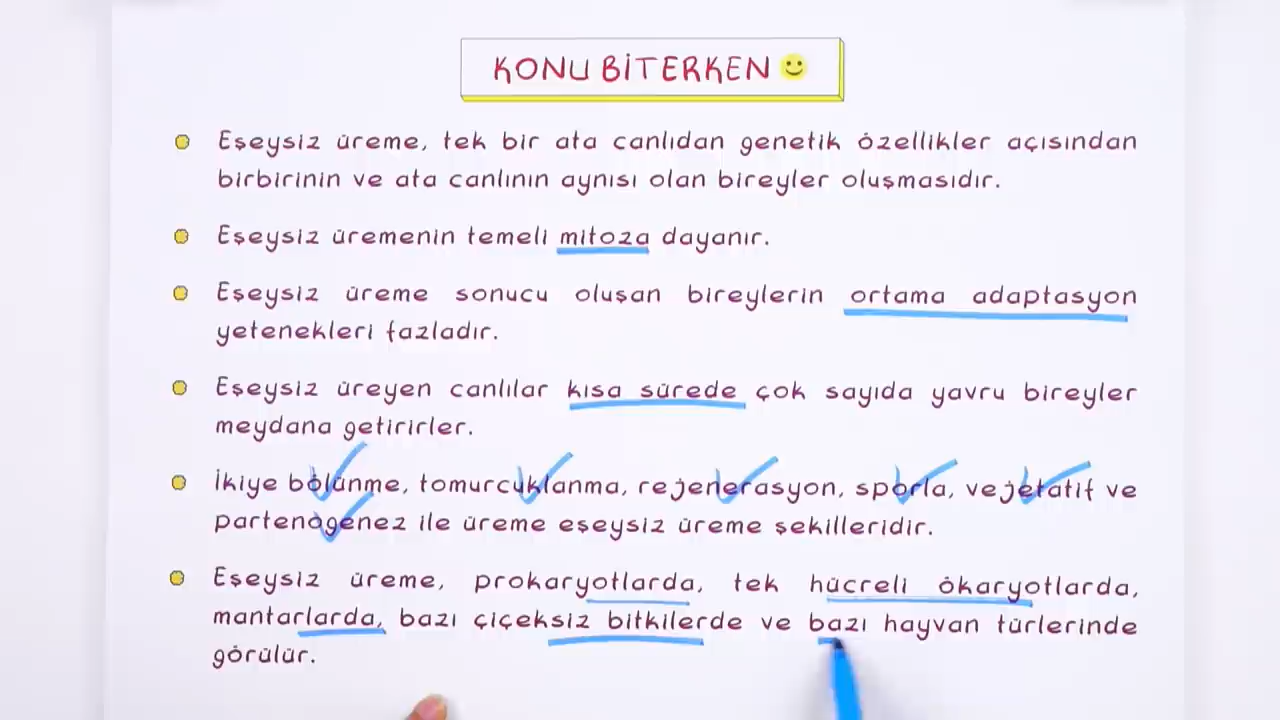 KONU BİTERKEN
Eşeysiz üreme, tek bir ata canlıdan genetik özellikler açısından
birbirinin ve ata canlının aynısı olan bireyler oluşmasıdır.
Eşeysiz üremenin temeli mitoza dayanır.
Eşeysiz üreme sonucu oluşan bireylerin ortama adaptasyon
yetenekleri fazladır.
Eşeysiz üreyen canlılar kısa sürede çok sayıda yavru bireyler
meydana getirirler.
İkiye bölünme, tomurcuklanma, rejenerasyon, sporla, vejetatif ve
partenogenez ile üreme eşeysiz üreme şekilleridir.
Eşeysiz üreme, prokaryotlarda, tek hücreli ökaryotlarda,
mantarlarda, bazı çiçeksiz bitkilerde ve bazı hayvan türlerinde
görülür.